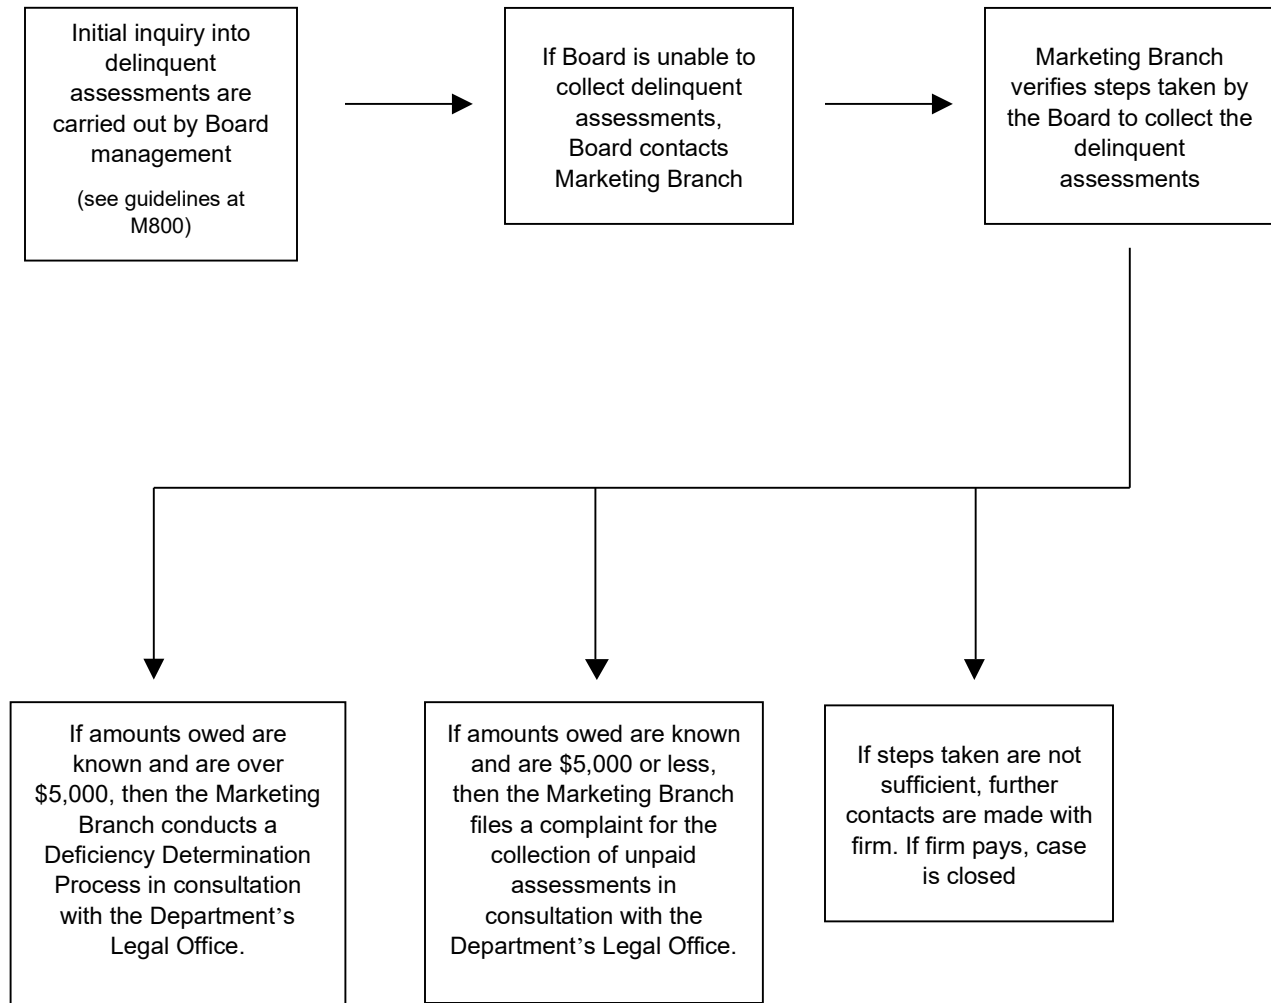 Initial inquiry into
delinquent
assessments are
carried out by Board
management
(see guidelines at
M800)
If Board is unable to
collect delinquent
assessments,
Board contacts
Marketing Branch
Marketing Branch
verifies steps taken by
the Board to collect the
delinquent
assessments
If amounts owed are
known and are over
$5,000, then the Marketing
Branch conducts a
Deficiency Determination
Process in consultation
with the Department’s
Legal Office.
If amounts owed are known
and are $5,000 or less,
then the Marketing Branch
files a complaint for the
collection of unpaid
assessments in
consultation with the
Department’s Legal Office.
If steps taken are not
sufficient, further
contacts are made with
firm. If firm pays, case
is closed